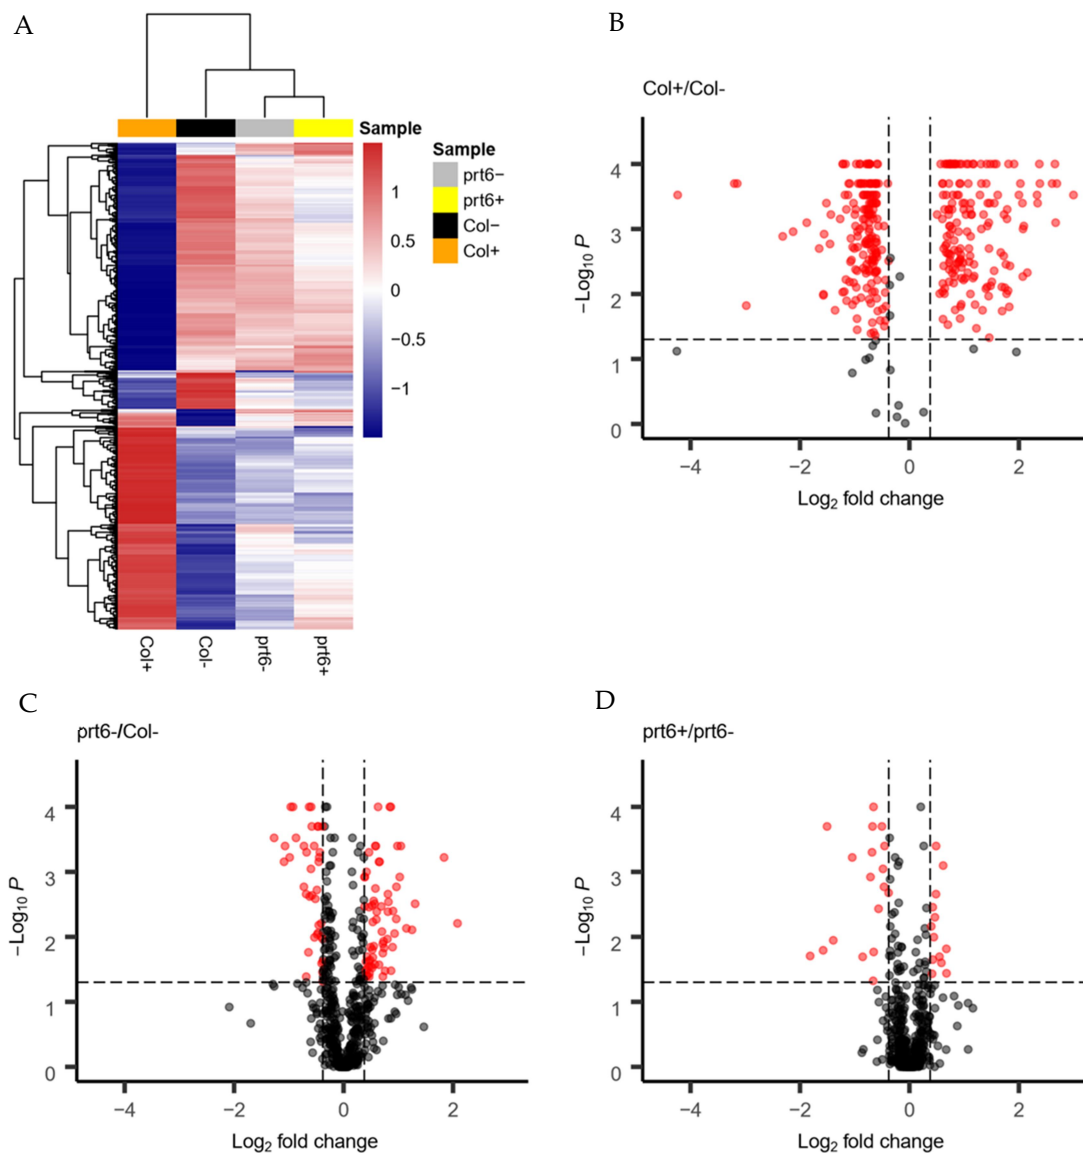 A
Sample
1
0.5
0
−0.5
−1
Sample
prt6−
prt6+
Col−
Col+
Col+
Col-
prt6-
prt6+
B
Col+/Col-
−Log10 P
4
3
2
1
0
−4
−2
0
2
Log2 fold change
C
prt6-/Col-
−Log10 P
4
3
2
1
0
−4
−2
0
2
Log2 fold change
D
prt6+/prt6-
−Log10 P
4
3
2
1
0
−4
−2
0
2
Log2 fold change